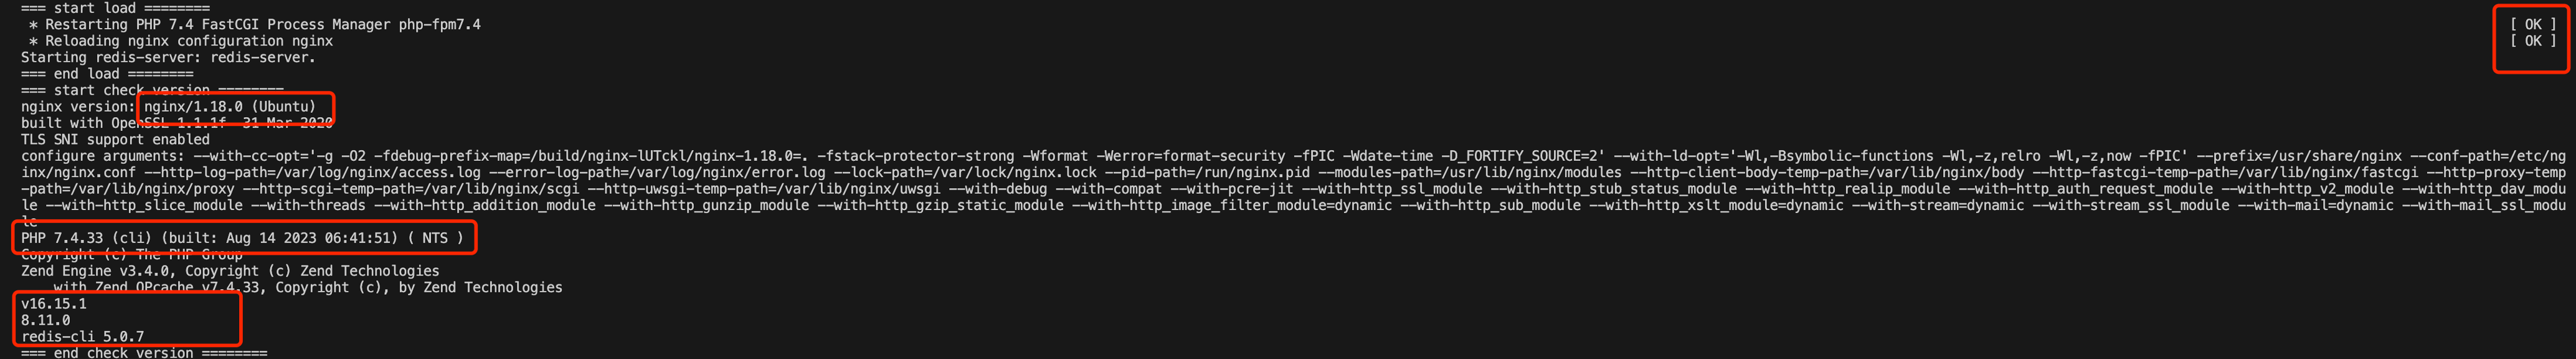 === start load ========
 * Restarting PHP 7.4 FastCGI Process Manager php-fpm7.4 [ OK ]
 * Reloading nginx configuration nginx [ OK ]
Starting redis-server: redis-server.
=== end load ========
=== start check version ========
nginx version: nginx/1.18.0 (Ubuntu)
built with OpenSSL 1.1.1f  31 Mar 2020
TLS SNI support enabled
configure arguments: --with-cc-opt='-g -O2 -fdebug-prefix-map=/build/nginx-lUTckl/nginx-1.18.0=. -fstack-protector-strong -Wformat -Werror=format-security -fPIC -Wdate-time -D_FORTIFY_SOURCE=2' --with-ld-opt='-Wl,-Bsymbolic-functions -Wl,-z,relro -Wl,-z,now -fPIC' --prefix=/usr/share/nginx --conf-path=/etc/ng
inx/nginx.conf --http-log-path=/var/log/nginx/access.log --error-log-path=/var/log/nginx/error.log --lock-path=/var/lock/nginx.lock --pid-path=/run/nginx.pid --modules-path=/usr/lib/nginx/modules --http-client-body-temp-path=/var/lib/nginx/body --http-fastcgi-temp-path=/var/lib/nginx/fastcgi --http-proxy-temp
-path=/var/lib/nginx/proxy --http-scgi-temp-path=/var/lib/nginx/scgi --http-uwsgi-temp-path=/var/lib/nginx/uwsgi --with-debug --with-compat --with-pcre-jit --with-http_ssl_module --with-http_stub_status_module --with-http_realip_module --with-http_auth_request_module --with-http_v2_module --with-http_dav_modu
le --with-http_slice_module --with-threads --with-http_addition_module --with-http_gunzip_module --with-http_gzip_static_module --with-http_image_filter_module=dynamic --with-http_sub_module --with-http_xslt_module=dynamic --with-stream=dynamic --with-stream_ssl_module --with-mail=dynamic --with-mail_ssl_modu
le
PHP 7.4.33 (cli) (built: Aug 14 2023 06:41:51) ( NTS )
Copyright (c) The PHP Group
Zend Engine v3.4.0, Copyright (c) Zend Technologies
    with Zend OPcache v7.4.33, Copyright (c), by Zend Technologies
v16.15.1
8.11.0
redis-cli 5.0.7
=== end check version ========